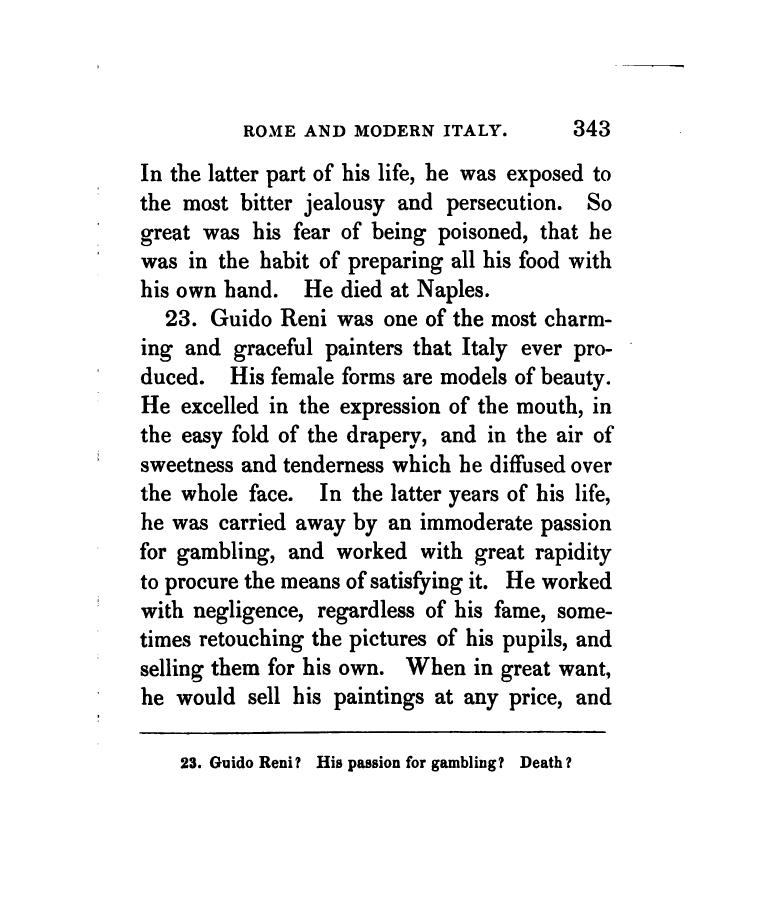 ROME AND MODERN ITALY. 343
In the latter part of his life, he was exposed to
the most bitter jealousy and persecution. So
great was his fear of being poisoned, that he
was in the habit of preparing all his food with
his own hand. He died at Naples.
23. Guido Reni was one of the most charm-
ing and graceful painters that Italy ever pro-
duced. His female forms are models of beauty.
He excelled in the expression of the mouth, in
the easy fold of the drapery, and in the air of
sweetness and tenderness which he diffused over
the whole face. In the latter years of his life,
he was carried away by an immoderate passion
for gambling, and worked with great rapidity
to procure the means of satisfying it. He worked
with negligence, regardless of his fame, some-
times retouching the pictures of his pupils, and
selling them for his own. When in great want,
he would sell his paintings at any price, and
23. Guido Reni? His passion for gambling? Death?